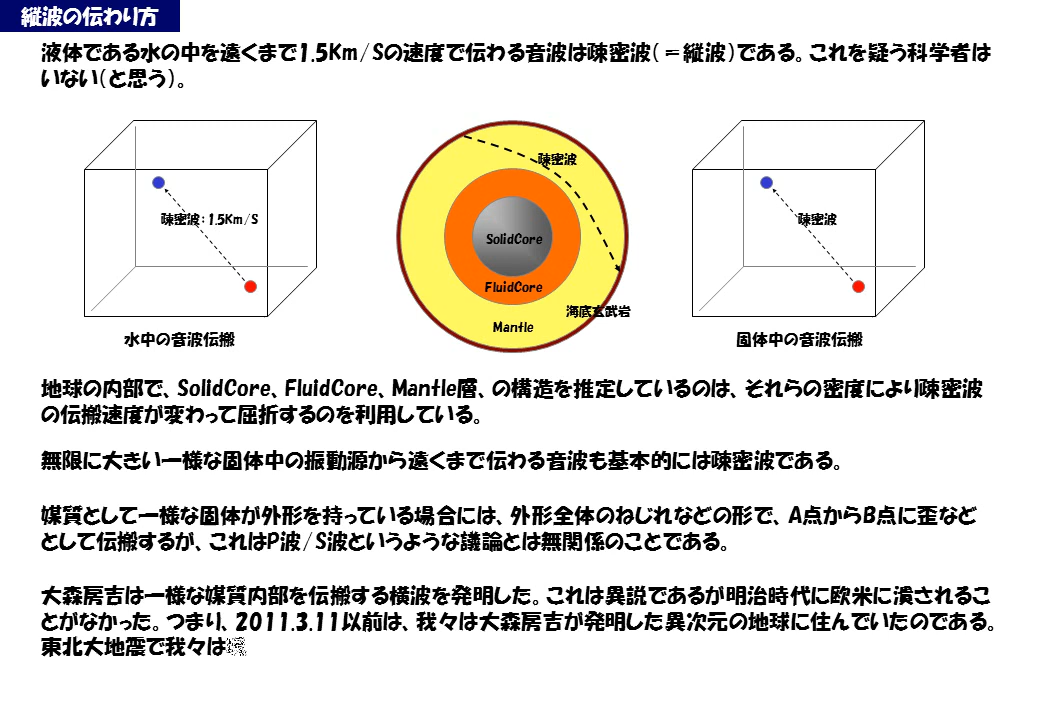 縦波の伝わり方
液体である水の中を遠くまで1.5Km/Sの速度で伝わる音波は疎密波(=縦波)である。これを疑う科学者は
いない(と思う)。
疎密波:1.5Km/S
水中の音波伝搬
疎密波
SolidCore
FluidCore
海底玄武岩
Mantle
疎密波
固体中の音波伝搬
地球の内部で、SolidCore、FluidCore、Mantle層、の構造を推定しているのは、それらの密度により疎密波
の伝搬速度が変わって屈折するのを利用している。
無限に大きい一様な固体中の振動源から遠くまで伝わる音波も基本的には疎密波である。
媒質として一様な固体が外形を持っている場合には、外形全体のねじれなどの形で、A点からB点に歪など
として伝搬するが、これはP波/S波というような議論とは無関係のことである。
大森房吉は一様な媒質内部を伝搬する横波を発明した。これは異説であるが明治時代に欧米に潰されるこ
とがなかった。つまり、2011.3.11以前は、我々は大森房吉が発明した異次元の地球に住んでいたのである。
東北大地震で我々は